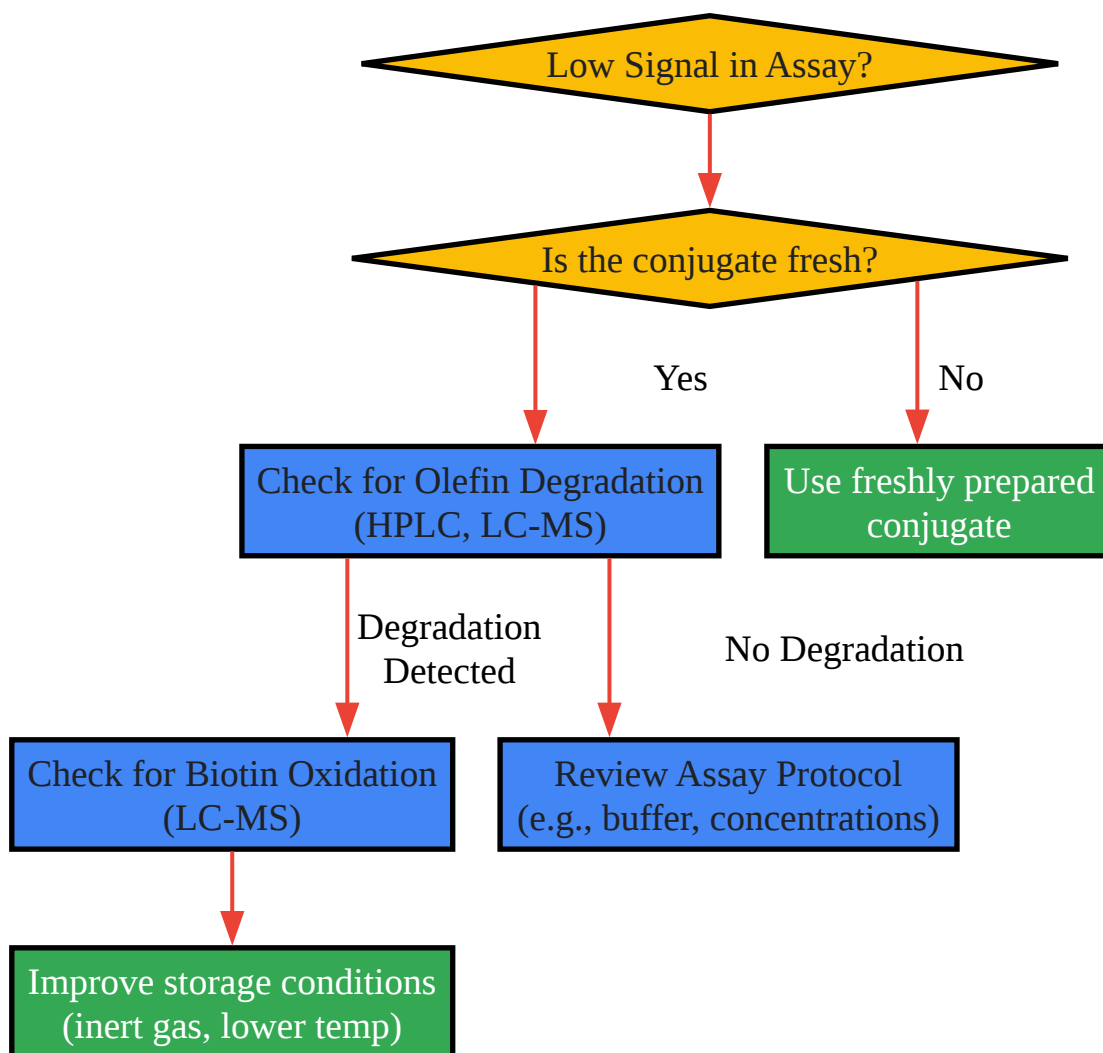 Low Signal in Assay?
Is the conjugate fresh?
Yes
No
Check for Olefin Degradation
(HPLC, LC-MS)
Use freshly prepared
conjugate
Degradation
Detected
No Degradation
Check for Biotin Oxidation
(LC-MS)
Review Assay Protocol
(e.g., buffer, concentrations)
Improve storage conditions
(inert gas, lower temp)